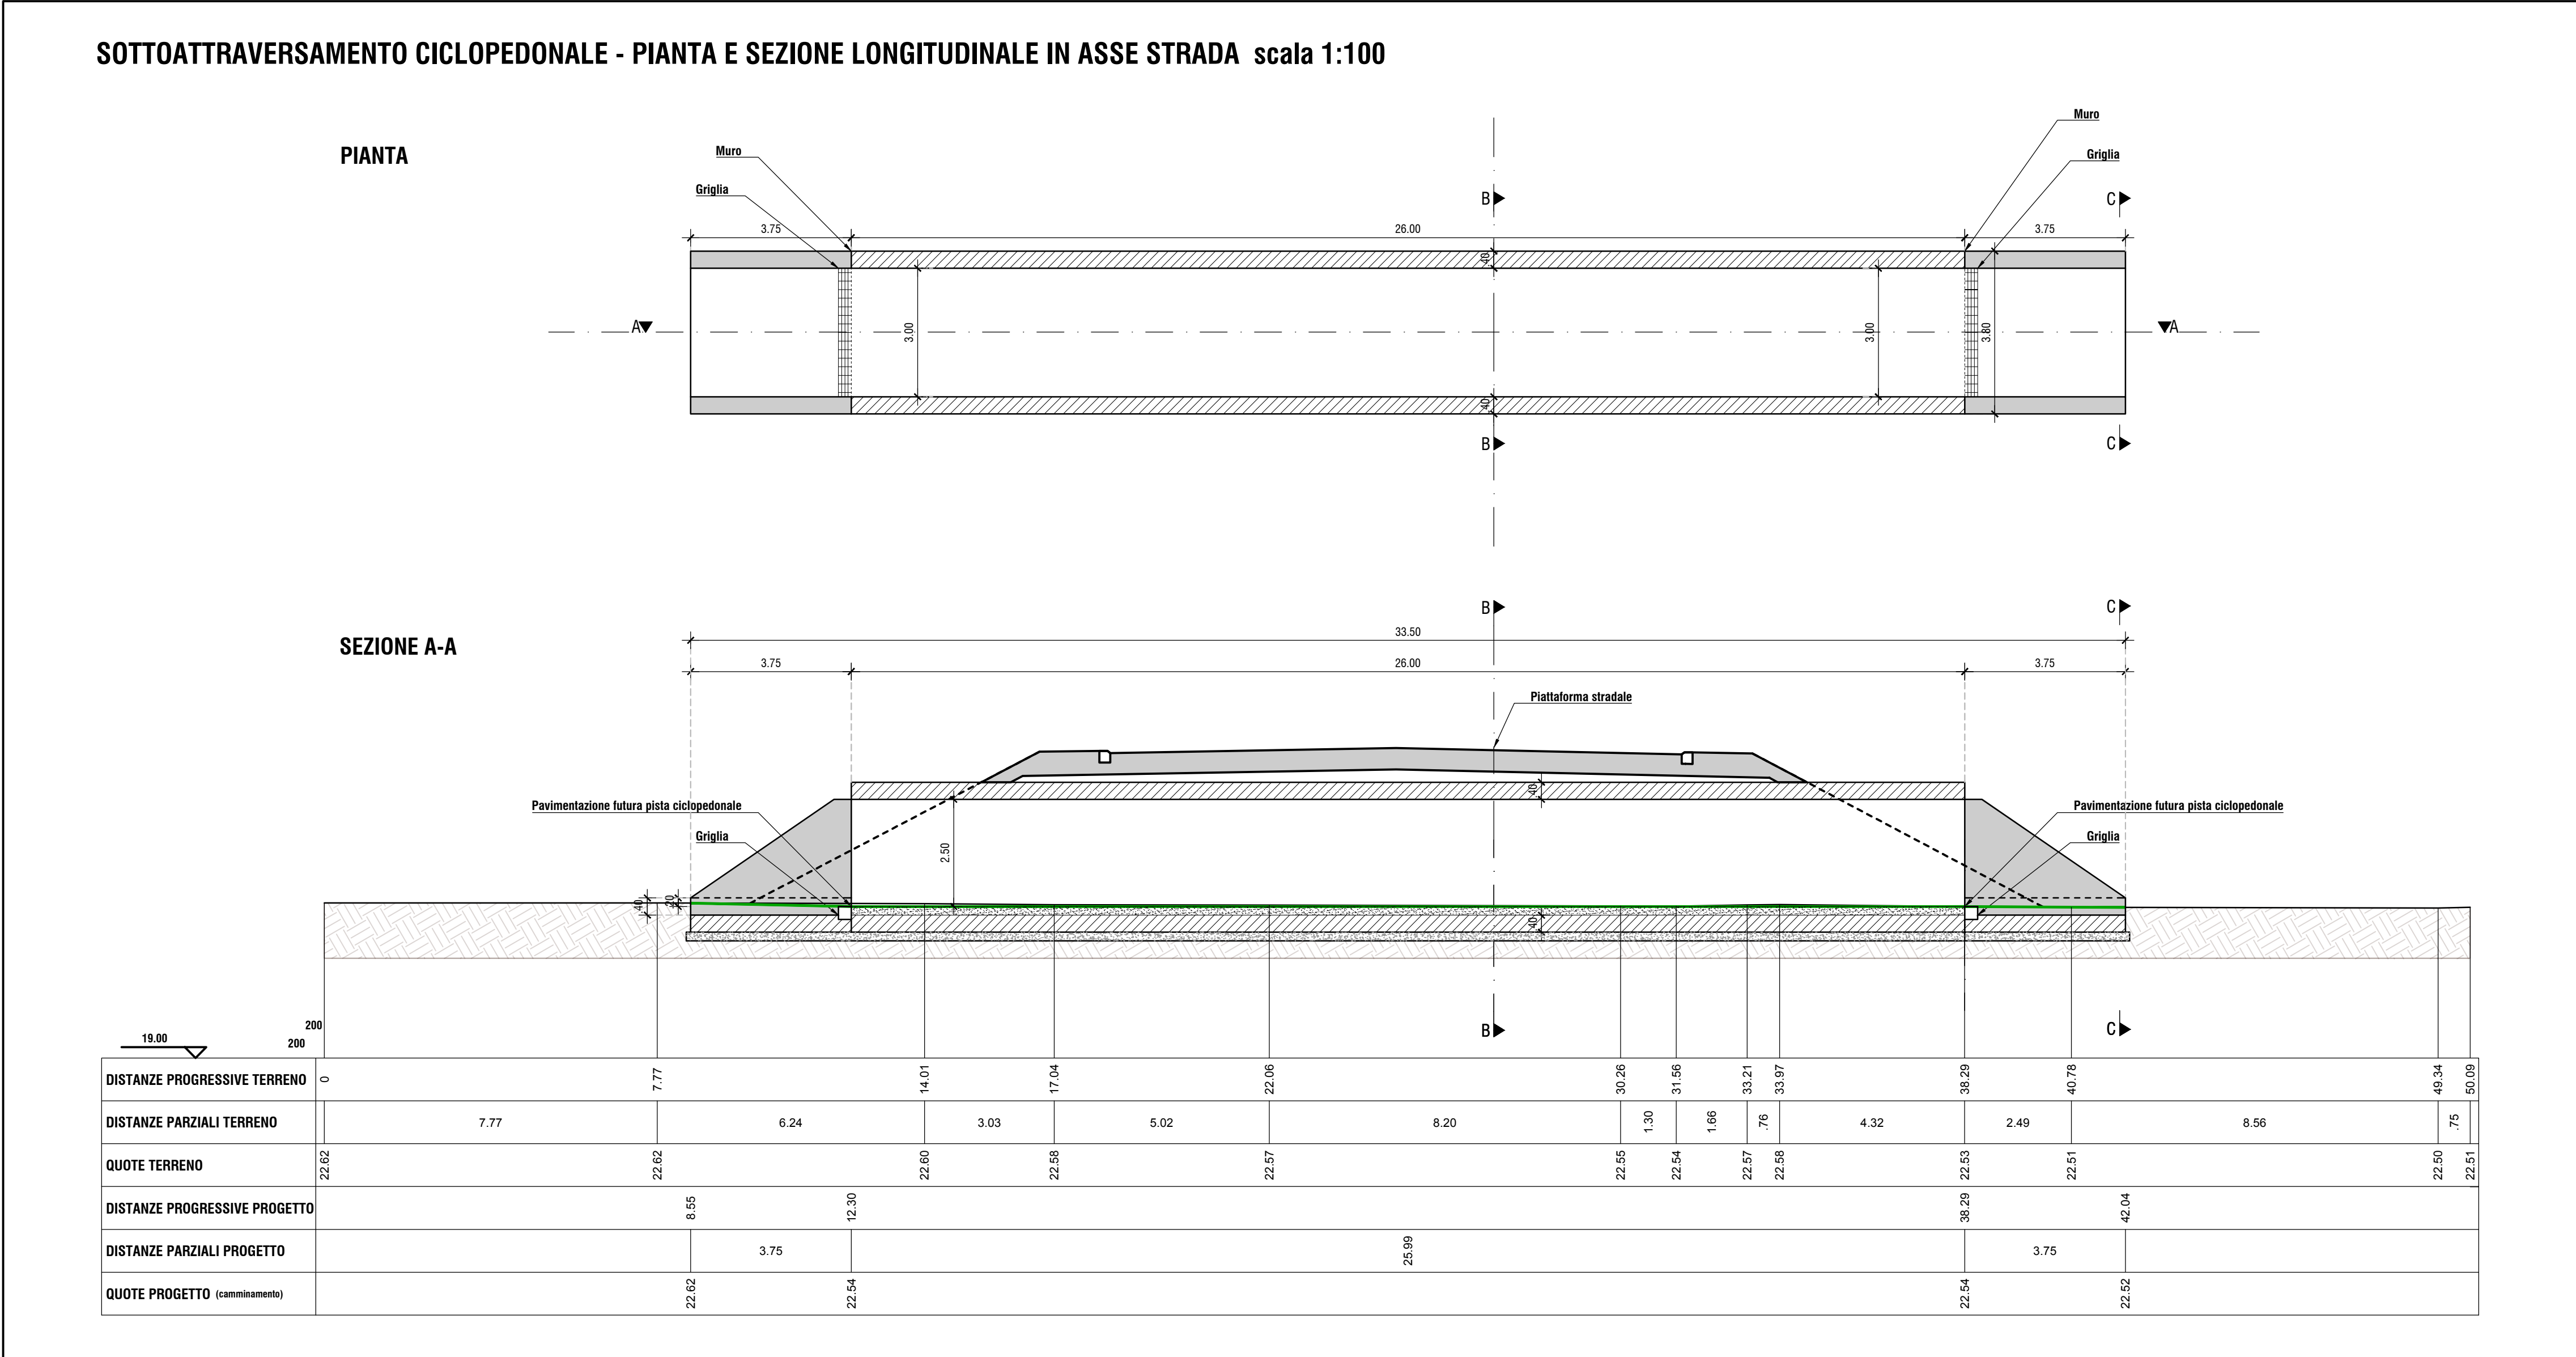 SOTTOATTRAVERSAMENTO CICLOPEDONALE - PIANTA E SEZIONE LONGITUDINALE IN ASSE STRADA scala 1:100
PIANTA
Muro
Griglia
Muro
Griglia
B
C
3.75
26.00
3.75
.40
A
3.00
3.00
3.80
A
.40
B
C
SEZIONE A-A
B
C
33.50
3.75
26.00
3.75
Piattaforma stradale
.40
Pavimentazione futura pista ciclopedonale
Griglia
2.50
Pavimentazione futura pista ciclopedonale
Griglia
.40
.20
.40
B
C
200
200
19.00
DISTANZE PROGRESSIVE TERRENO 0 7.77 14.01 17.04 22.06 30.26 31.56 33.21 33.97 38.29 40.78 49.34 50.09
DISTANZE PARZIALI TERRENO 7.77 6.24 3.03 5.02 8.20 1.30 1.66 .76 4.32 2.49 8.56 .75
QUOTE TERRENO 22.62 22.62 22.60 22.58 22.57 22.55 22.54 22.57 22.58 22.53 22.51 22.50 22.51
DISTANZE PROGRESSIVE PROGETTO 8.55 12.30 38.29 42.04
DISTANZE PARZIALI PROGETTO 3.75 25.99 3.75
QUOTE PROGETTO (camminamento) 22.62 22.54 22.54 22.52